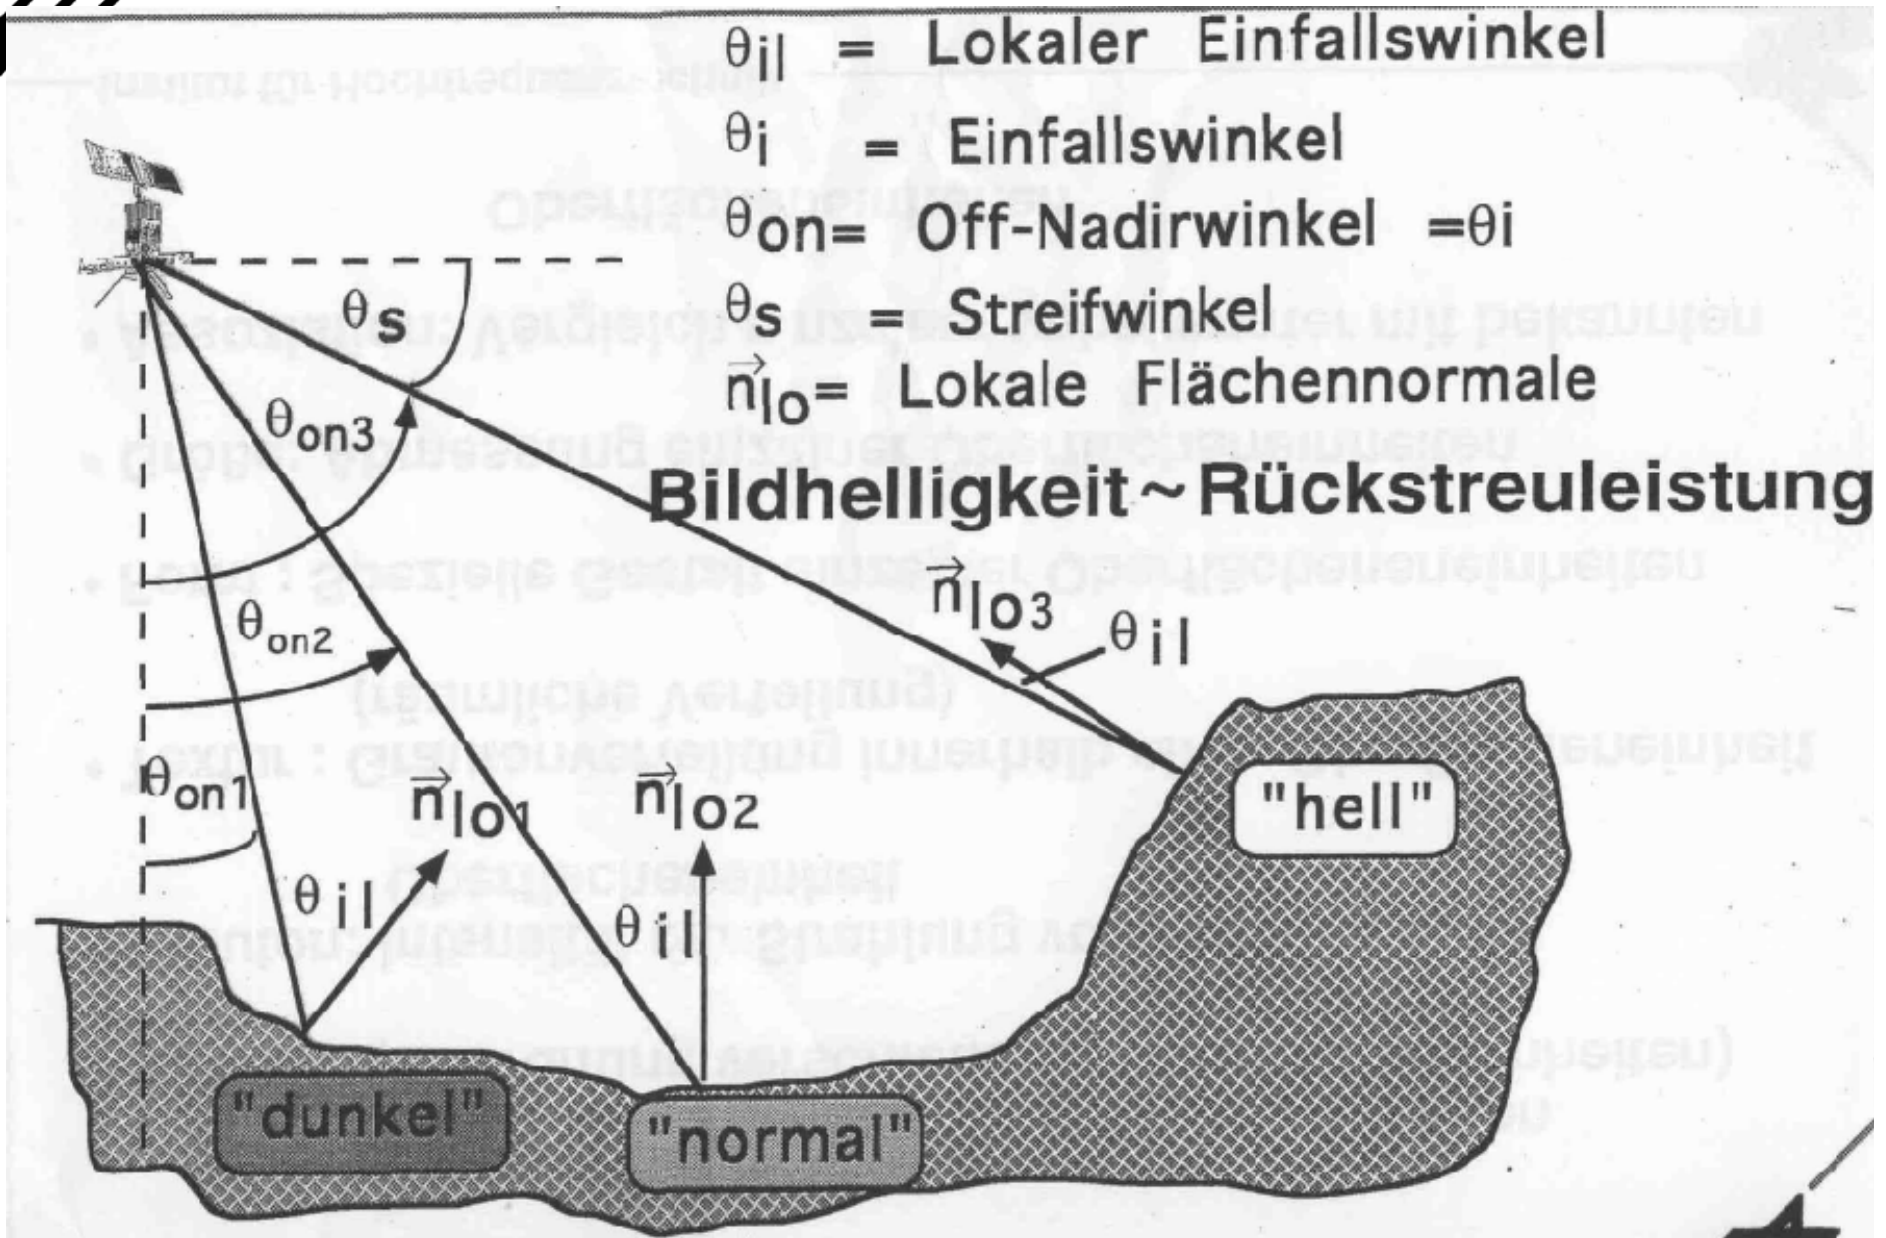 θil = Lokaler Einfallswinkel
θi = Einfallswinkel
θon= Off-Nadirwinkel =θi
θs = Streifwinkel
n⃗lo= Lokale Flächennormale
Bildhelligkeit ~ Rückstreuleistung
θs
θon3
n⃗lo3
θil
θon2
θon1
n⃗lo1
n⃗lo2
"hell"
θil
θil
"dunkel"
"normal"